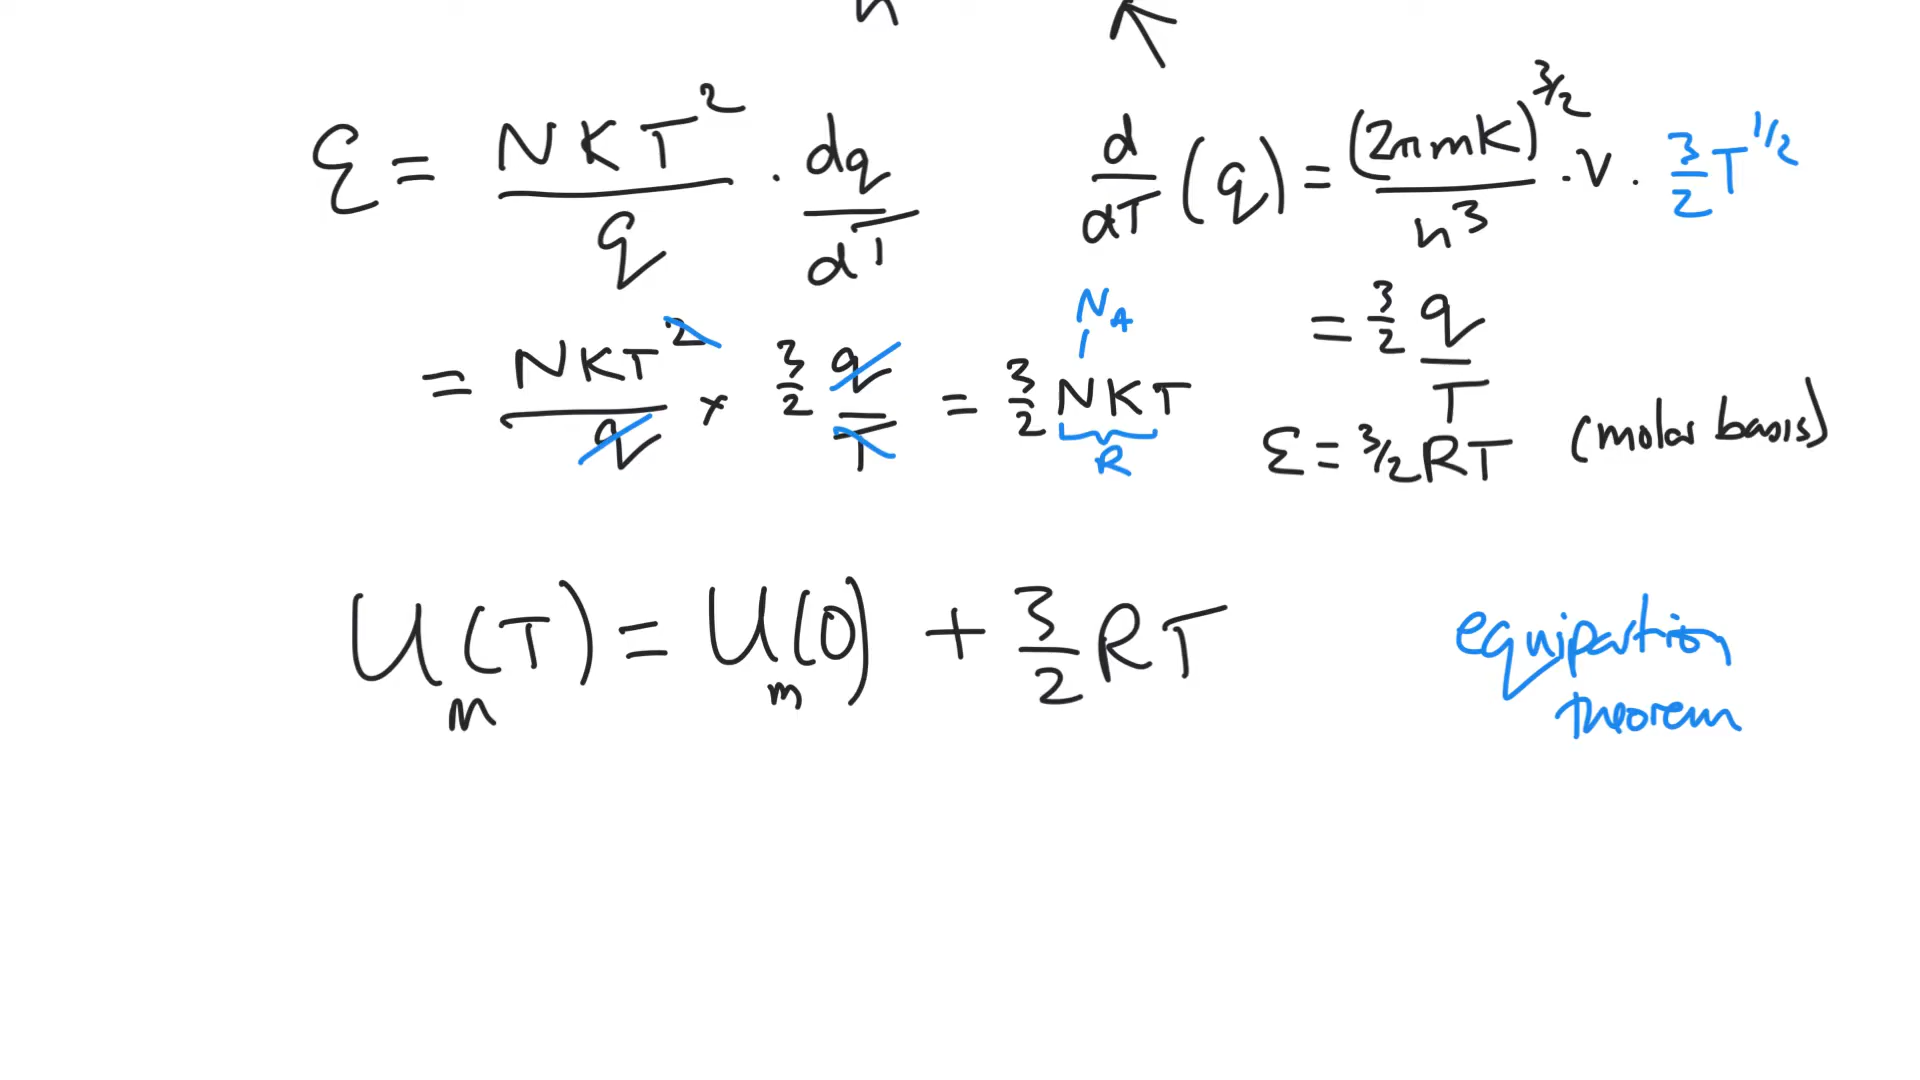 n
ℰ = NKT² / q · dq/dT
d/dT (q) = (2πmK)^3/2 / h³ · V · 3/2 T^1/2
= 3/2 q/T
= NKT² / q × 3/2 q/T = 3/2 NKT
N_A
R
ℰ = 3/2 RT (molar basis)
U_m(T) = U_m(0) + 3/2 RT
equipartion
theorem